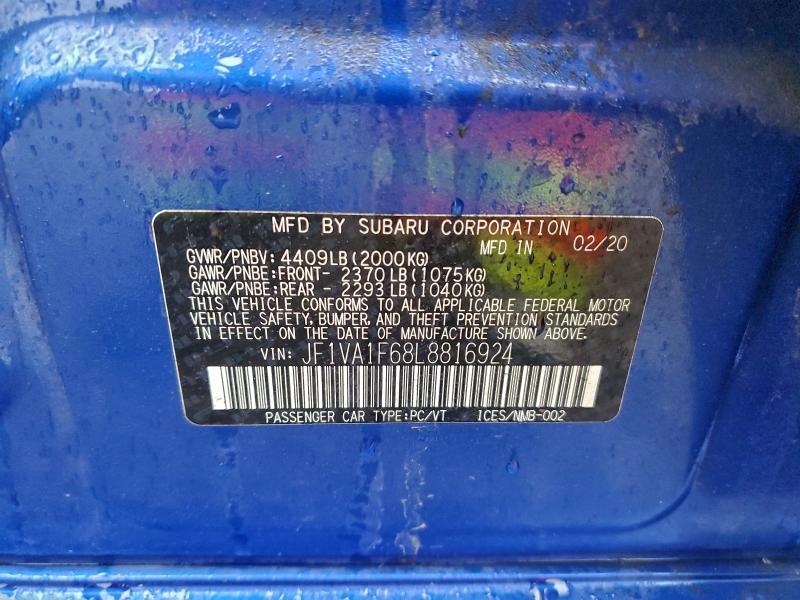 MFD BY SUBARU CORPORATION
MFD IN 02/20
GVWR/PNBV: 4409LB(2000KG)
GAWR/PNBE:FRONT- 2370LB(1075KG)
GAWR/PNBE:REAR - 2293LB(1040KG)
THIS VEHICLE CONFORMS TO ALL APPLICABLE FEDERAL MOTOR
VEHICLE SAFETY, BUMPER, AND THEFT PREVENTION STANDARDS
IN EFFECT ON THE DATE OF MANUFACTURE SHOWN ABOVE.
VIN: JF1VA1F68L8816924
PASSENGER CAR TYPE:PC/VT ICES/NMB-002